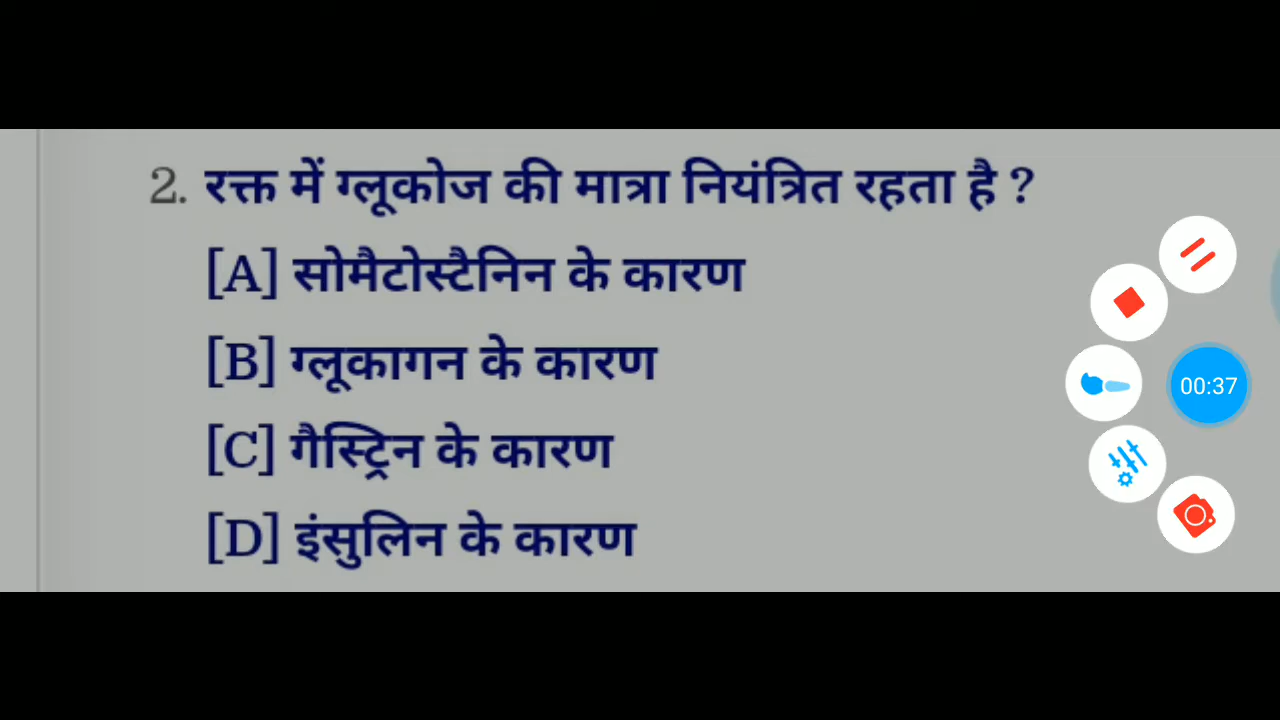 2. रक्त में ग्लूकोज की मात्रा नियंत्रित रहता है ?
[A] सोमैटोस्टैनिन के कारण
[B] ग्लूकागन के कारण
[C] गैस्ट्रिन के कारण
[D] इंसुलिन के कारण
00:37